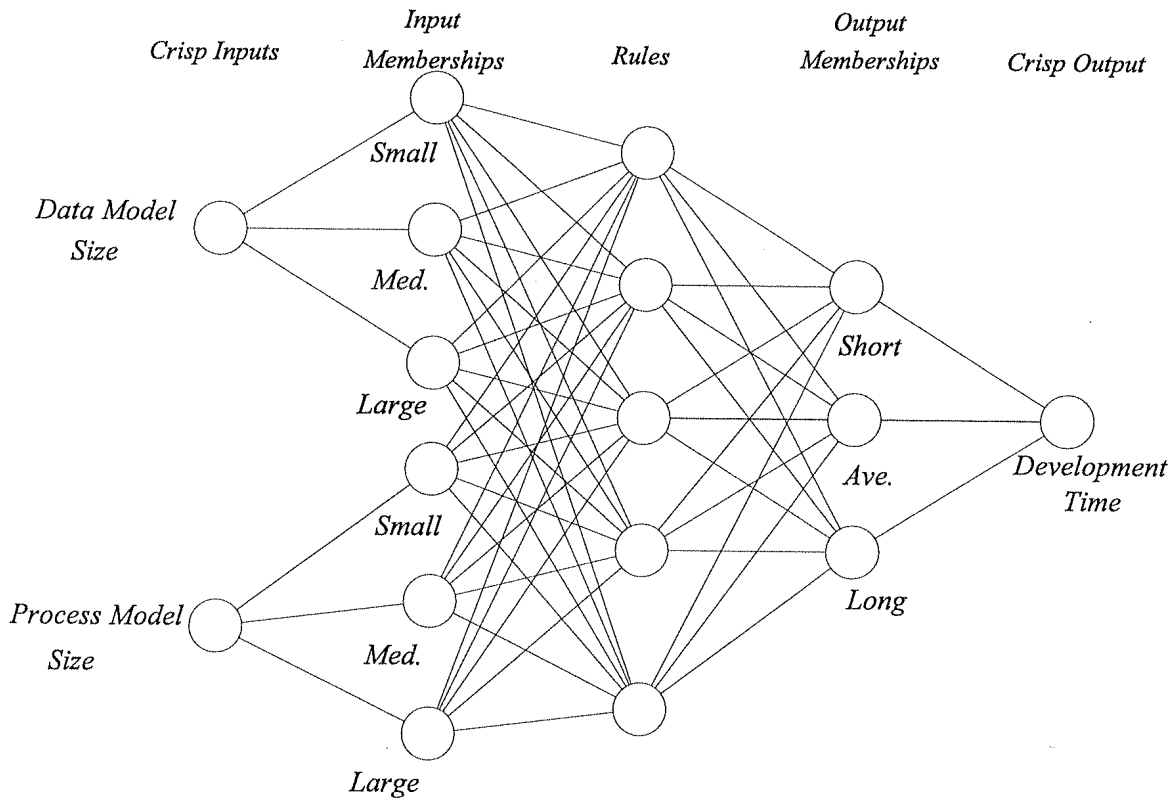 Crisp Inputs
Input
Memberships
Rules
Output
Memberships
Crisp Output
Small
Data Model
Size
Med.
Large
Short
Small
Ave.
Development
Time
Process Model
Size
Med.
Long
Large